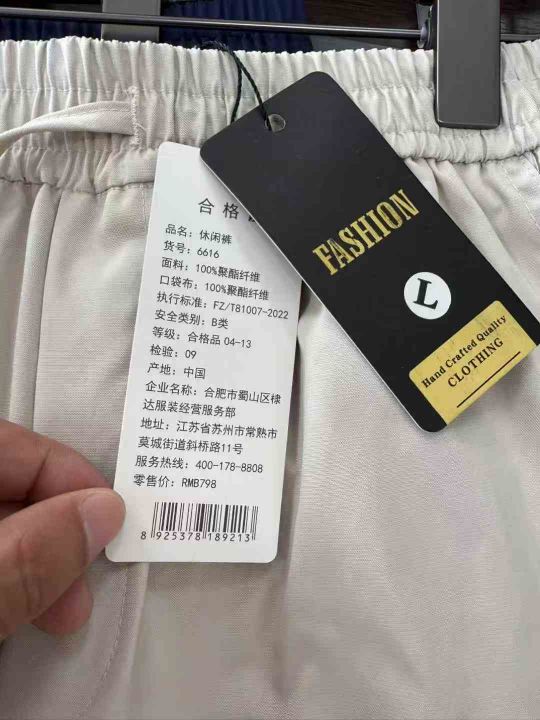 合格
品名：休闲裤
货号：6616
面料：100%聚酯纤维
口袋布：100%聚酯纤维
执行标准：FZ/T81007-2022
安全类别：B类
等级：合格品 04-13
检验：09
产地：中国
企业名称：合肥市蜀山区棣
达服装经营服务部
地址：江苏省苏州市常熟市
莫城街道斜桥路11号
服务热线：400-178-8808
零售价：RMB798
8 925378 189213
FASHION
L
Hand Crafted Quality
CLOTHING